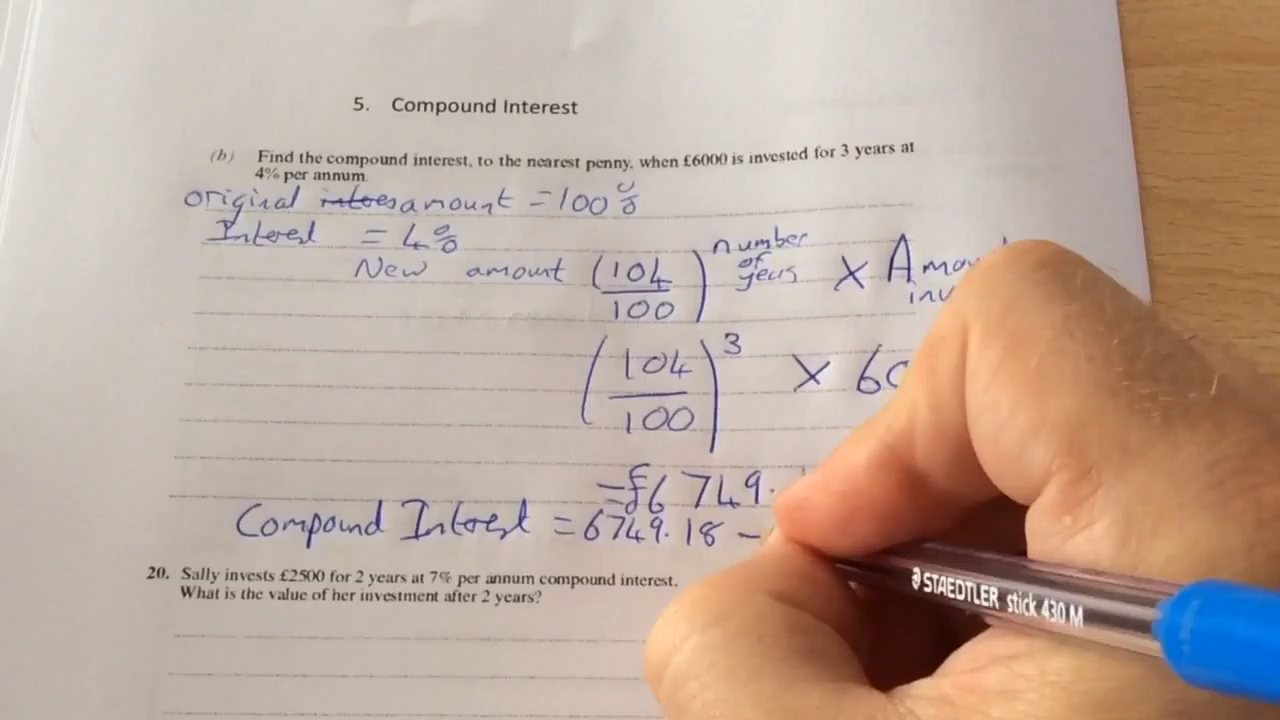 5. Compound Interest
(b) Find the compound interest, to the nearest penny, when £6000 is invested for 3 years at
4% per annum
original intres amount = 100%
Interest = 4%
New amount (104/100) number of years × Amou
inv
(104/100)³ × 60
= £6749.
Compound Interest = 6749.18 -
20. Sally invests £2500 for 2 years at 7% per annum compound interest.
What is the value of her investment after 2 years?
STAEDTLER stick 430 M